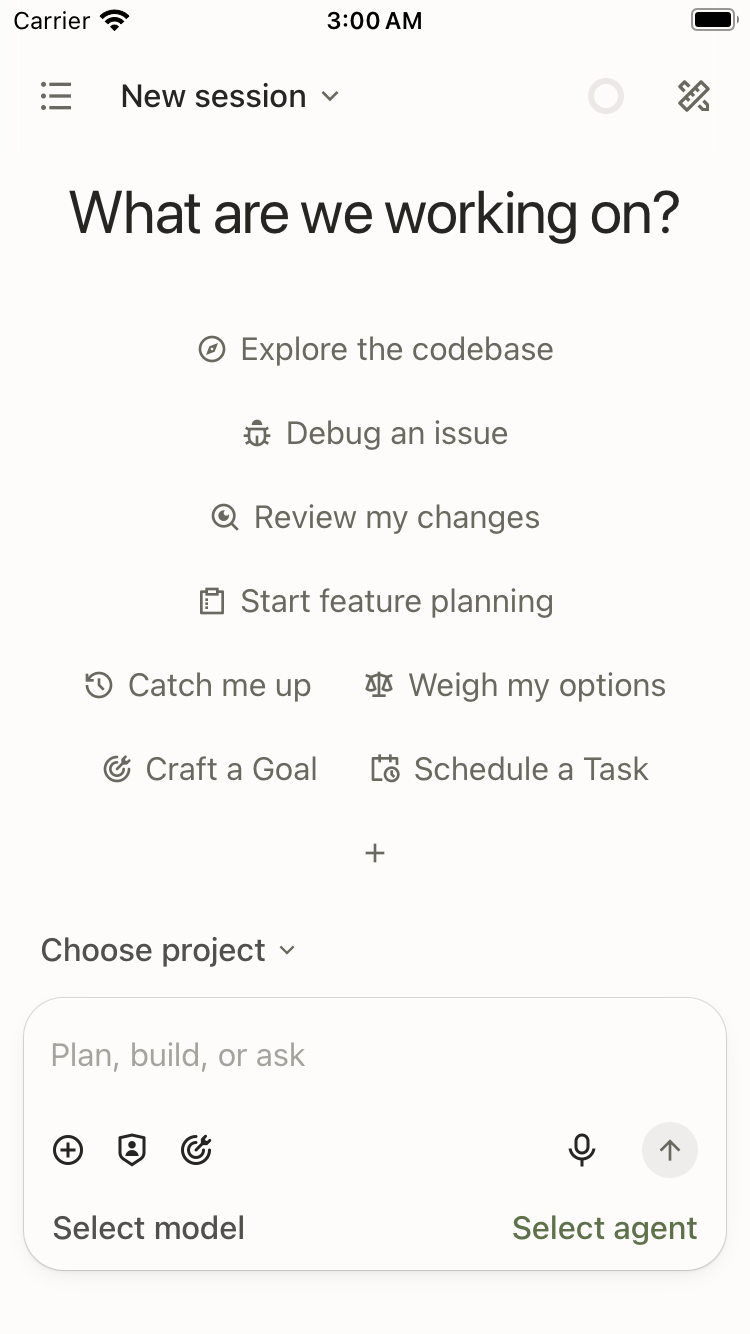 Carrier 3:00 AM
New session
What are we working on?
Explore the codebase
Debug an issue
Review my changes
Start feature planning
Catch me up Weigh my options
Craft a Goal Schedule a Task
Choose project
Plan, build, or ask
Select model Select agent